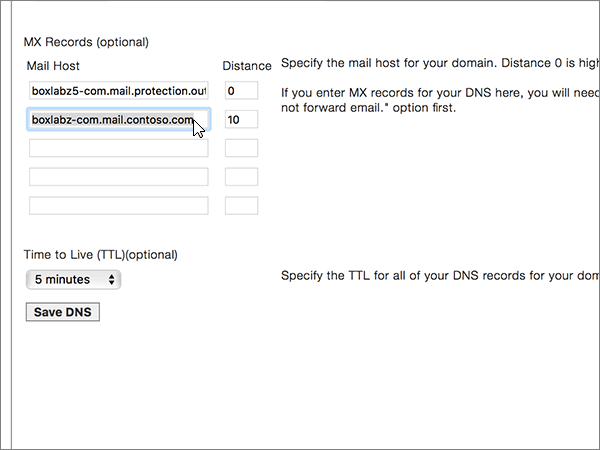 MX Records (optional)
Mail Host Distance
Specify the mail host for your domain. Distance 0 is high
boxlabz5-com.mail.protection.out 0
If you enter MX records for your DNS here, you will need
not forward email." option first.
boxlabz-com.mail.contoso.com 10
Time to Live (TTL)(optional)
5 minutes
Specify the TTL for all of your DNS records for your dom
Save DNS